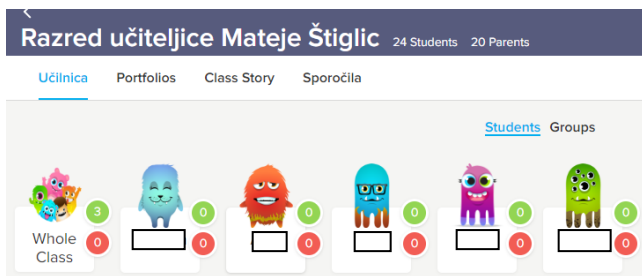 Razred učiteljice Mateje Štiglic 24 Students 20 Parents
Učilnica Portfolios Class Story Sporočila
Students Groups
3 0 0 0 0 0
Whole 0 0 0 0 0 0
Class